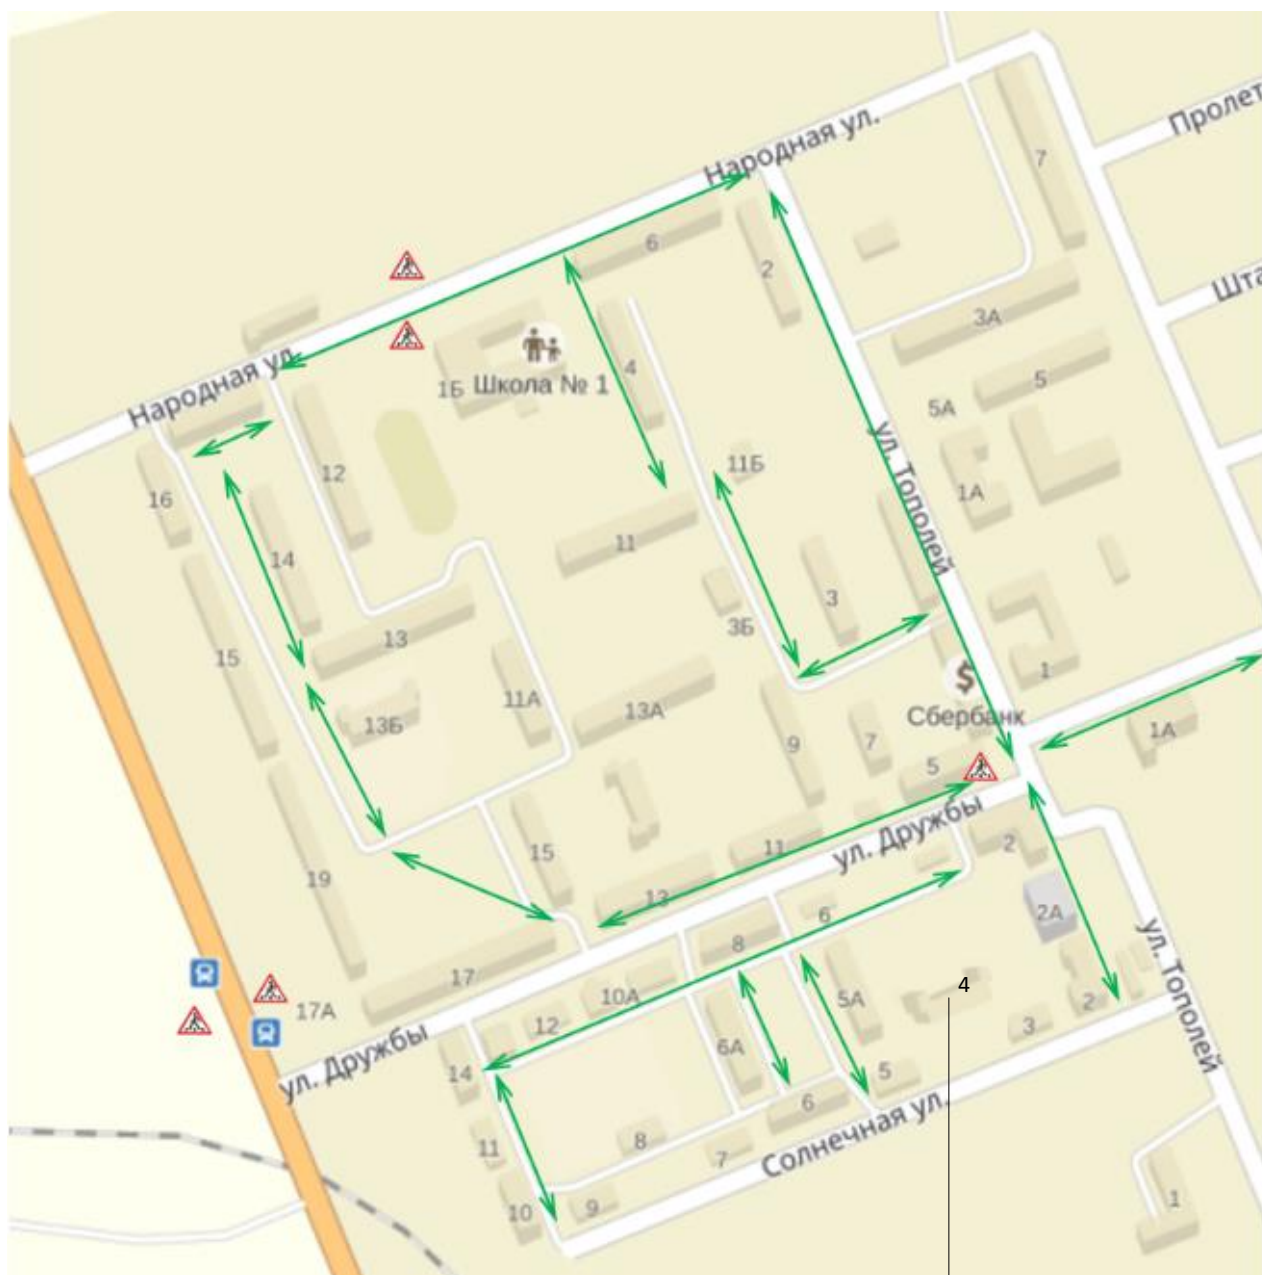 Пролет
Народная ул.
7
6
2
Шта
3А
4
1Б
Школа № 1
5
Народная ул.
5А
12
16
11Б
ул. Тополей
1А
11
14
3
3Б
13
15
1
11А
13А
13Б
Сбербанк
1А
9
7
5
ул. Дружбы
11
2
15
19
13
6
2А
8
ул. Тополей
17
4
10А
5А
2
17А
12
3
6А
ул. Дружбы
14
5
6
8
11
7
Солнечная ул.
1
9
10